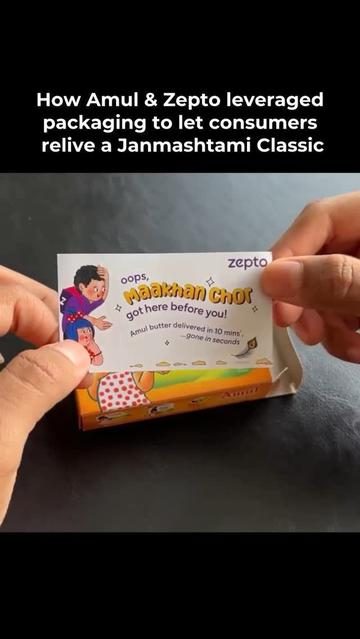 How Amul & Zepto leveraged
packaging to let consumers
relive a Janmashtami Classic
zepto
oops,
Maakhan Chor
got here before you!
Amul butter delivered in 10 mins*,
...gone in seconds
Amul